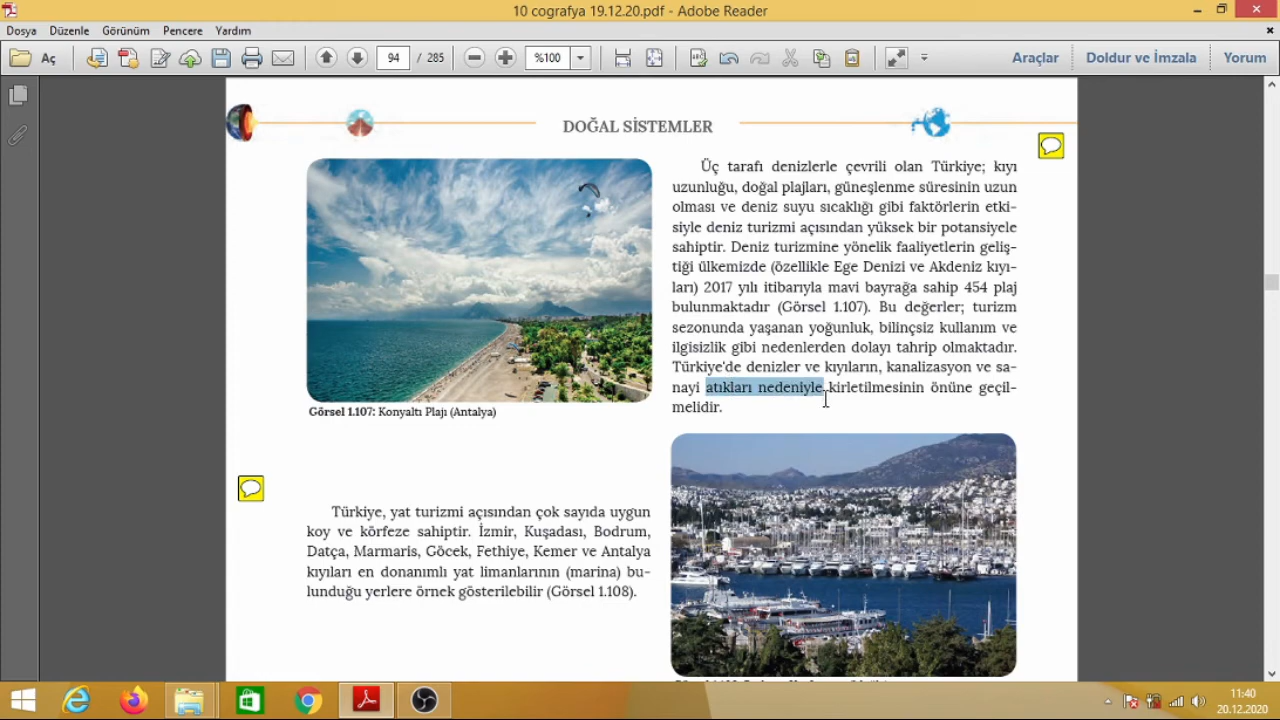 10 cografya 19.12.20.pdf - Adobe Reader
Dosya Düzenle Görünüm Pencere Yardım
Aç 94 / 285 %100 Araçlar Doldur ve İmzala Yorum
DOĞAL SİSTEMLER
Üç tarafı denizlerle çevrili olan Türkiye; kıyı
uzunluğu, doğal plajları, güneşlenme süresinin uzun
olması ve deniz suyu sıcaklığı gibi faktörlerin etki-
siyle deniz turizmi açısından yüksek bir potansiyele
sahiptir. Deniz turizmine yönelik faaliyetlerin geliş-
tiği ülkemizde (özellikle Ege Denizi ve Akdeniz kıyı-
ları) 2017 yılı itibarıyla mavi bayrağa sahip 454 plaj
bulunmaktadır (Görsel 1.107). Bu değerler; turizm
sezonunda yaşanan yoğunluk, bilinçsiz kullanım ve
ilgisizlik gibi nedenlerden dolayı tahrip olmaktadır.
Türkiye'de denizler ve kıyıların, kanalizasyon ve sa-
nayi atıkları nedeniyle kirletilmesinin önüne geçil-
melidir.
Görsel 1.107: Konyaltı Plajı (Antalya)
Türkiye, yat turizmi açısından çok sayıda uygun
koy ve körfeze sahiptir. İzmir, Kuşadası, Bodrum,
Datça, Marmaris, Göcek, Fethiye, Kemer ve Antalya
kıyıları en donanımlı yat limanlarının (marina) bu-
lunduğu yerlere örnek gösterilebilir (Görsel 1.108).
11:40
20.12.2020